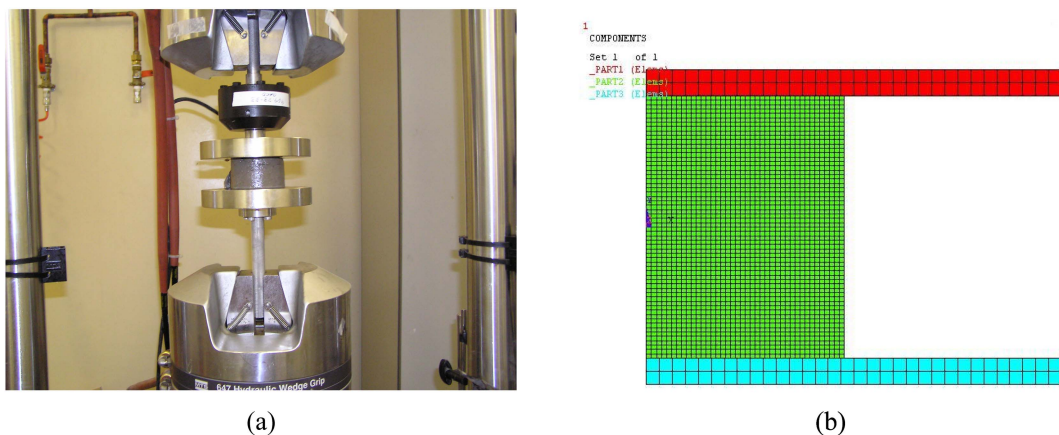 1
COMPONENTS
Set 1 of 1
_PART1 (Elems)
_PART2 (Elems)
_PART3 (Elems)
647 Hydraulic Wedge Grip
(a)
(b)